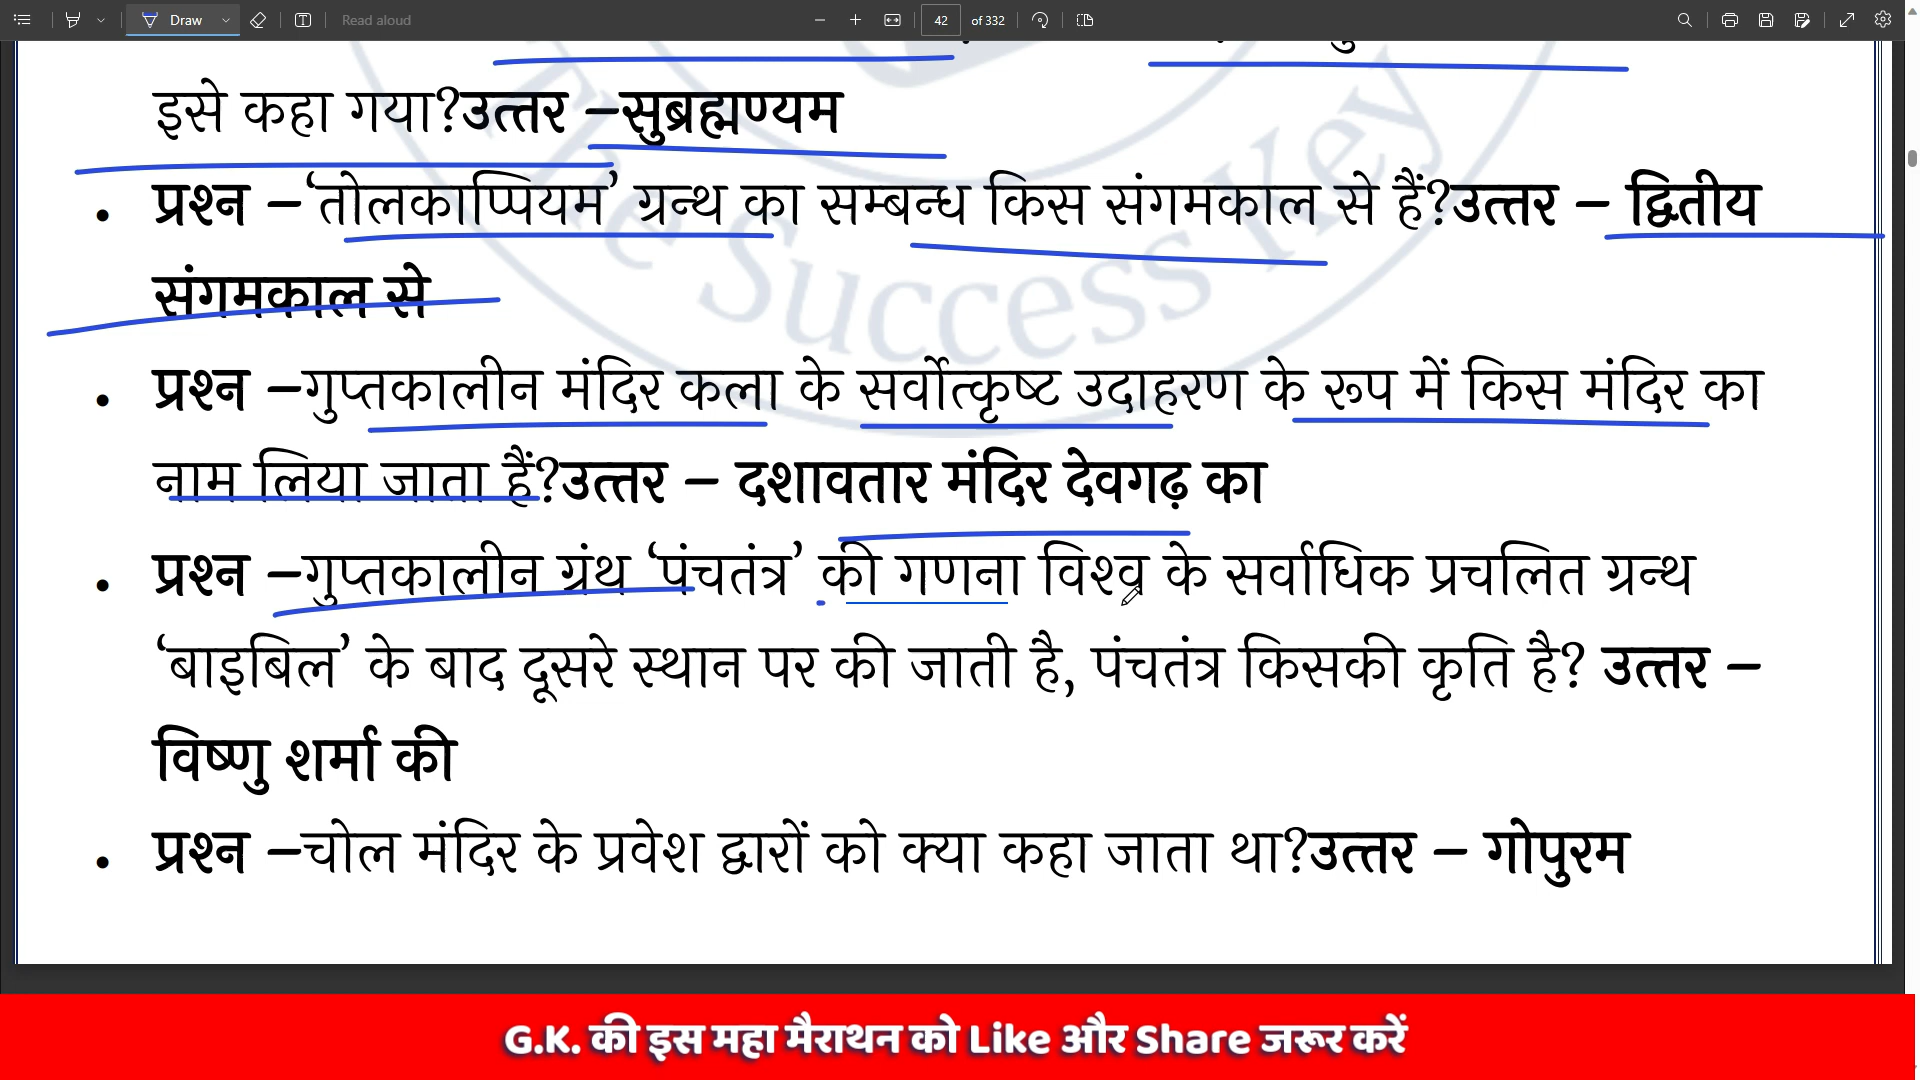 Draw
Read aloud
42 of 332
इसे कहा गया?उत्तर –सुब्रह्मण्यम
• प्रश्न –‘तोलकाप्पियम’ ग्रन्थ का सम्बन्ध किस संगमकाल से हैं?उत्तर – द्वितीय
संगमकाल से
• प्रश्न –गुप्तकालीन मंदिर कला के सर्वोत्कृष्ट उदाहरण के रूप में किस मंदिर का
नाम लिया जाता हैं?उत्तर – दशावतार मंदिर देवगढ़ का
• प्रश्न –गुप्तकालीन ग्रंथ ‘पंचतंत्र’ की गणना विश्व के सर्वाधिक प्रचलित ग्रन्थ
‘बाइबिल’ के बाद दूसरे स्थान पर की जाती है, पंचतंत्र किसकी कृति है? उत्तर –
विष्णु शर्मा की
• प्रश्न –चोल मंदिर के प्रवेश द्वारों को क्या कहा जाता था?उत्तर – गोपुरम
The Success Key
G.K. की इस महा मैराथन को Like और Share जरूर करें